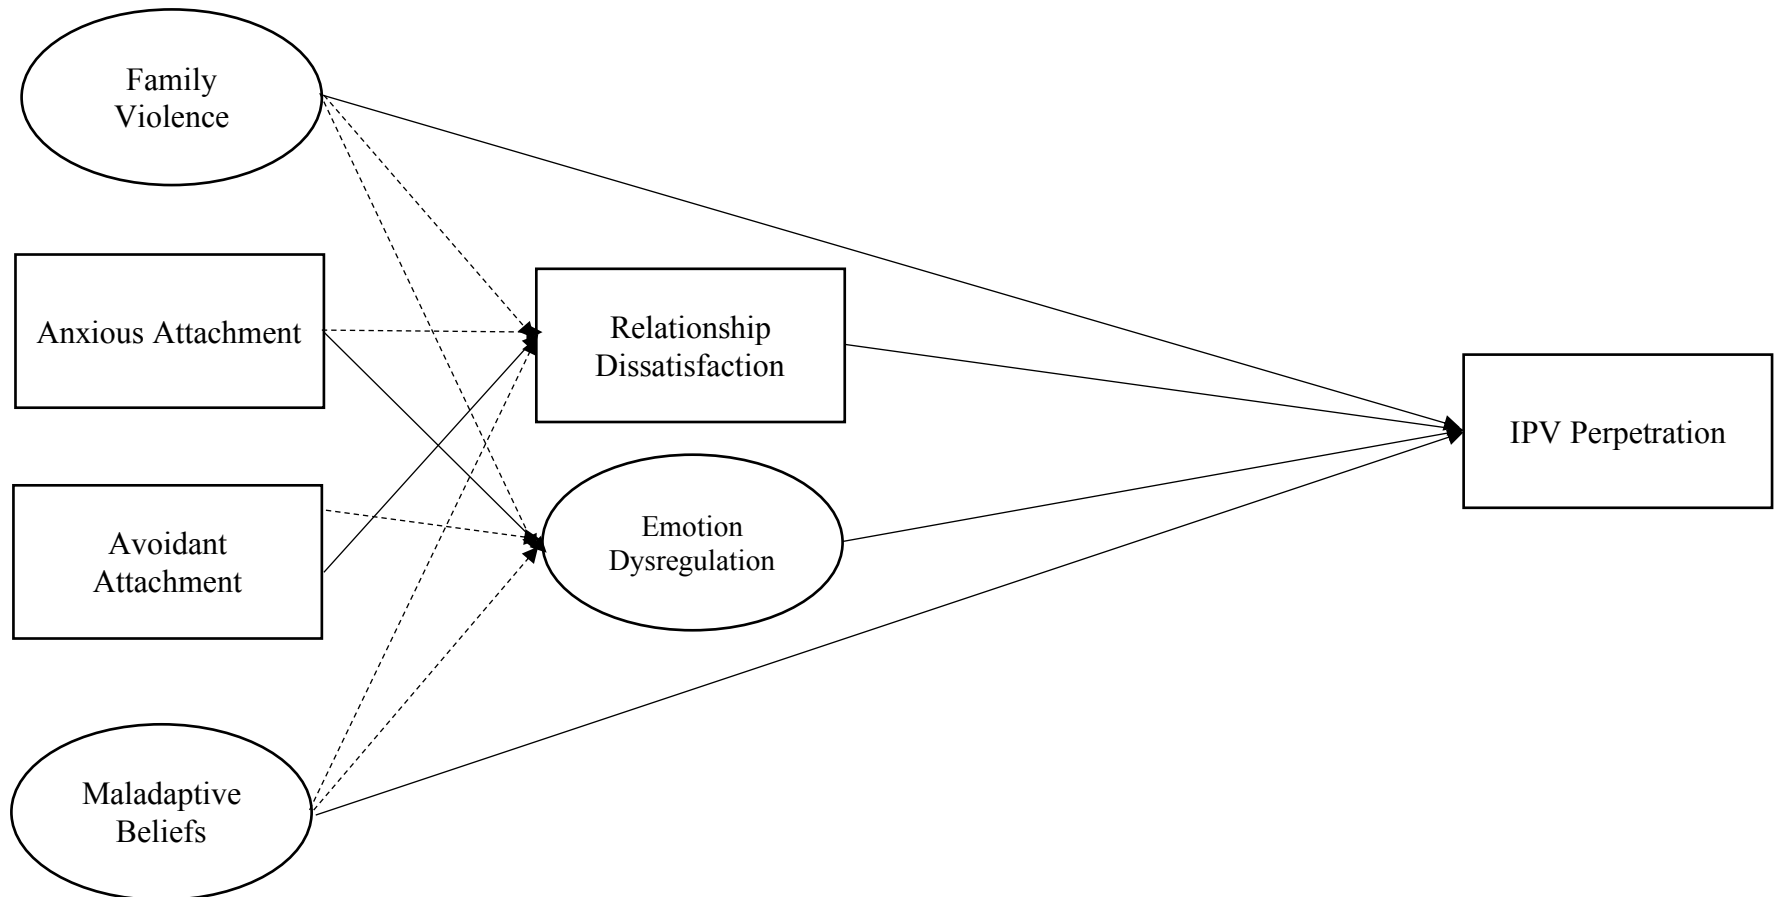 Family
Violence
Anxious Attachment
Relationship
Dissatisfaction
IPV Perpetration
Avoidant
Attachment
Emotion
Dysregulation
Maladaptive
Beliefs